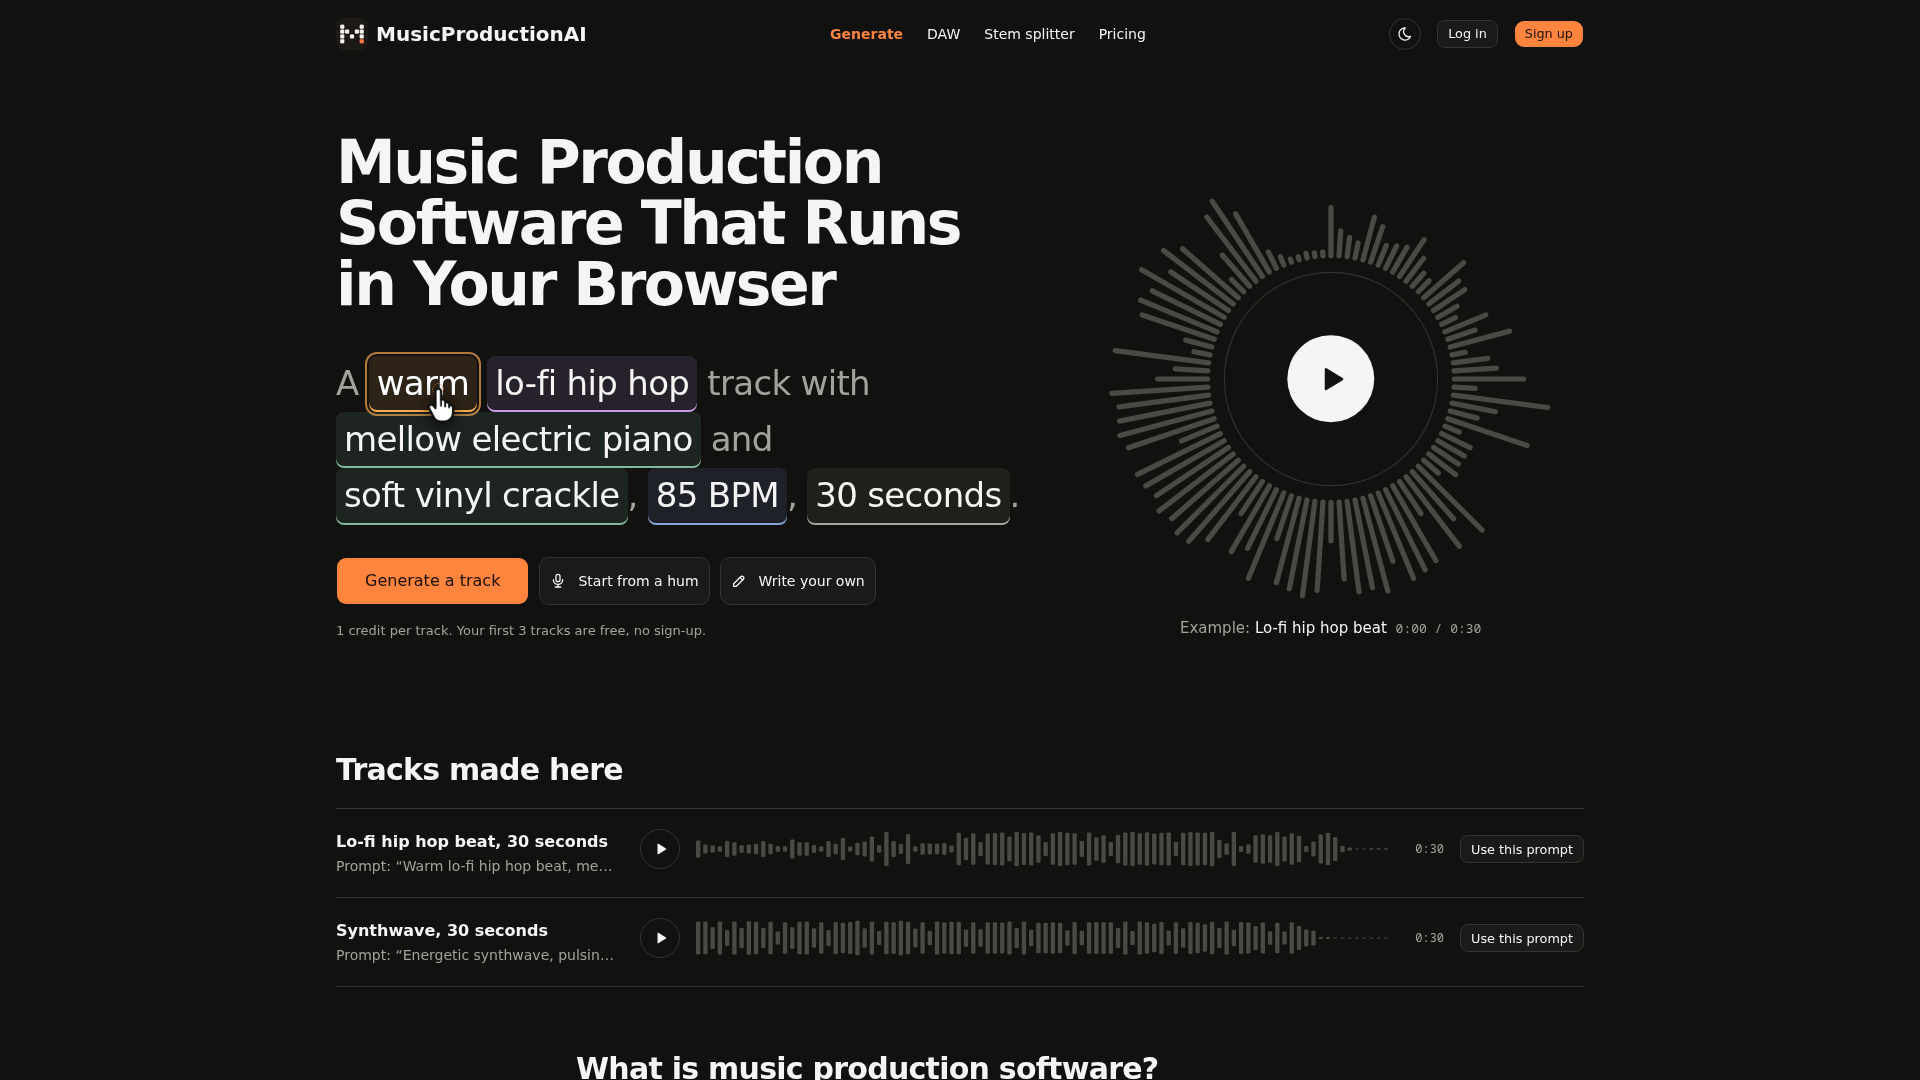 MusicProductionAI
Generate DAW Stem splitter Pricing
Log in
Sign up
Music Production
Software That Runs
in Your Browser
A warm lo-fi hip hop track with
mellow electric piano and
soft vinyl crackle, 85 BPM, 30 seconds.
Generate a track
Start from a hum
Write your own
1 credit per track. Your first 3 tracks are free, no sign-up.
Example: Lo-fi hip hop beat 0:00 / 0:30
Tracks made here
Lo-fi hip hop beat, 30 seconds
Prompt: “Warm lo-fi hip hop beat, me…
0:30
Use this prompt
Synthwave, 30 seconds
Prompt: “Energetic synthwave, pulsin…
0:30
Use this prompt
What is music production software?